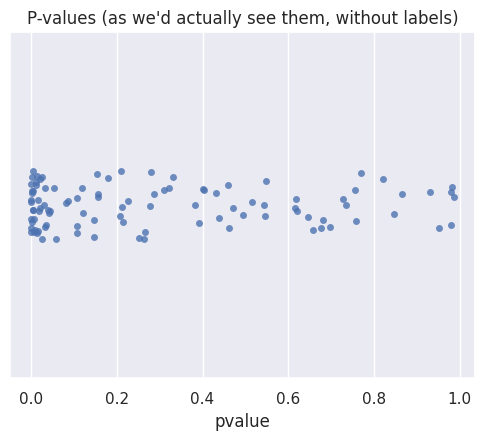 P-values (as we'd actually see them, without labels)
0.0 0.2 0.4 0.6 0.8 1.0
pvalue